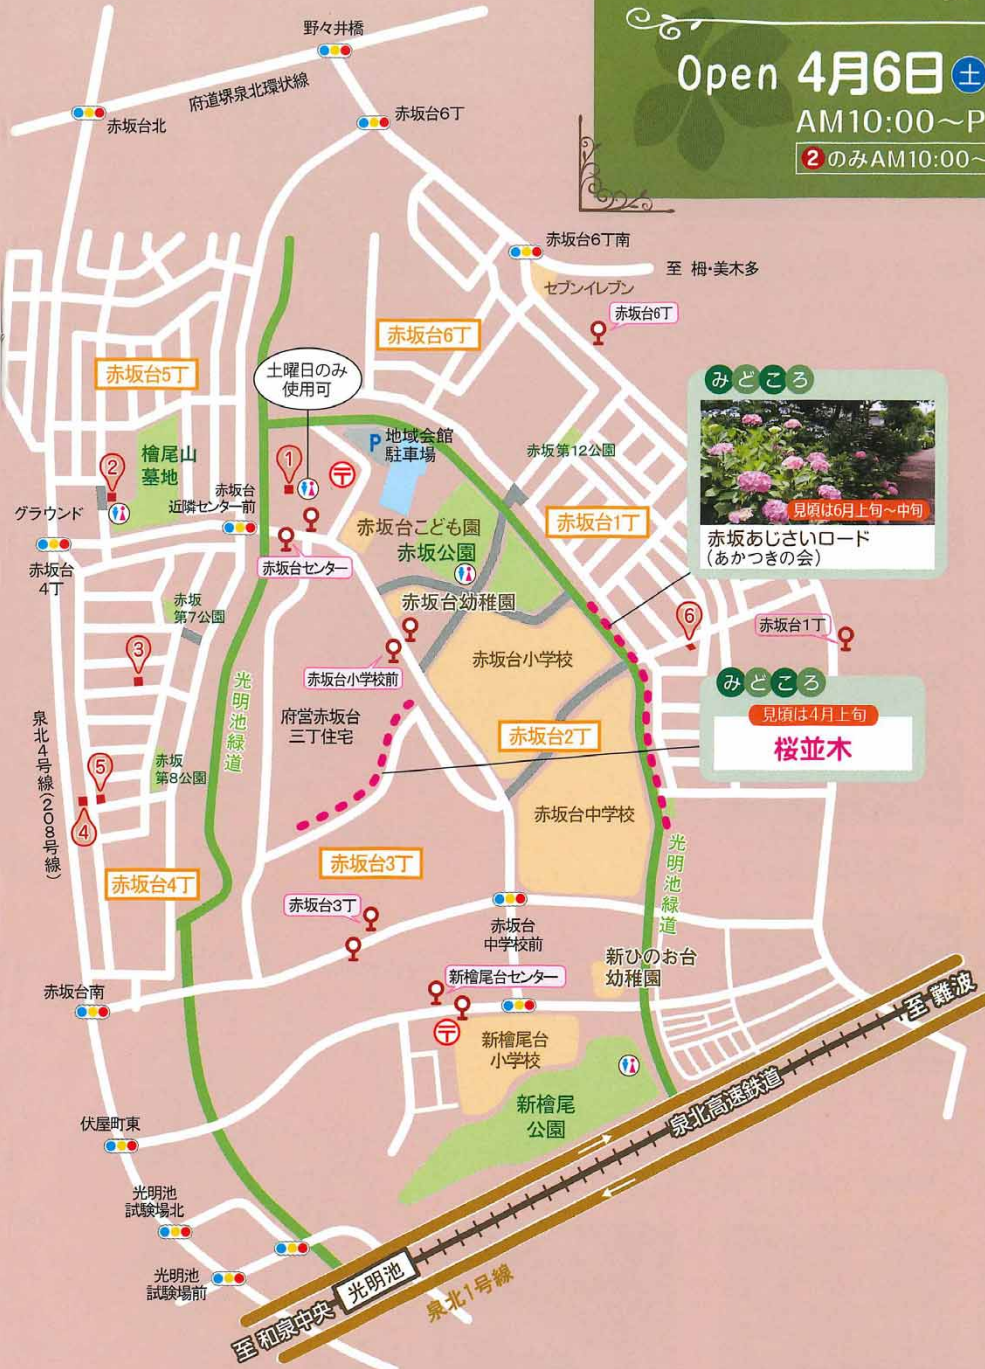 野々井橋
府道堺泉北環状線
赤坂台北
赤坂台6丁
Open 4月6日 土
AM10:00～P
2のみAM10:00～
赤坂台6丁南
至 栂・美木多
セブンイレブン
赤坂台6丁
赤坂台6丁
赤坂台5丁
土曜日のみ
使用可
みどころ
見頃は6月上旬～中旬
赤坂あじさいロード
(あかつきの会)
P 地域会館
駐車場
赤坂第12公園
檜尾山
墓地
2
1
〒
グラウンド
赤坂台
近隣センター前
赤坂台1丁
赤坂台こども園
赤坂公園
赤坂台センター
赤坂台
4丁
赤坂
第7公園
赤坂台幼稚園
6
赤坂台1丁
3
赤坂台小学校
赤坂台小学校前
光明池緑道
みどころ
見頃は4月上旬
桜並木
府営赤坂台
三丁住宅
赤坂台2丁
泉北4号線(208号線)
赤坂
第8公園
5
4
赤坂台中学校
光明池緑道
赤坂台3丁
赤坂台4丁
赤坂台3丁
赤坂台
中学校前
新ひのお台
幼稚園
新檜尾台センター
赤坂台南
至 難波
〒
新檜尾台
小学校
新檜尾
公園
泉北高速鉄道
伏屋町東
光明池
試験場北
光明池
試験場前
光明池
泉北1号線
至 和泉中央